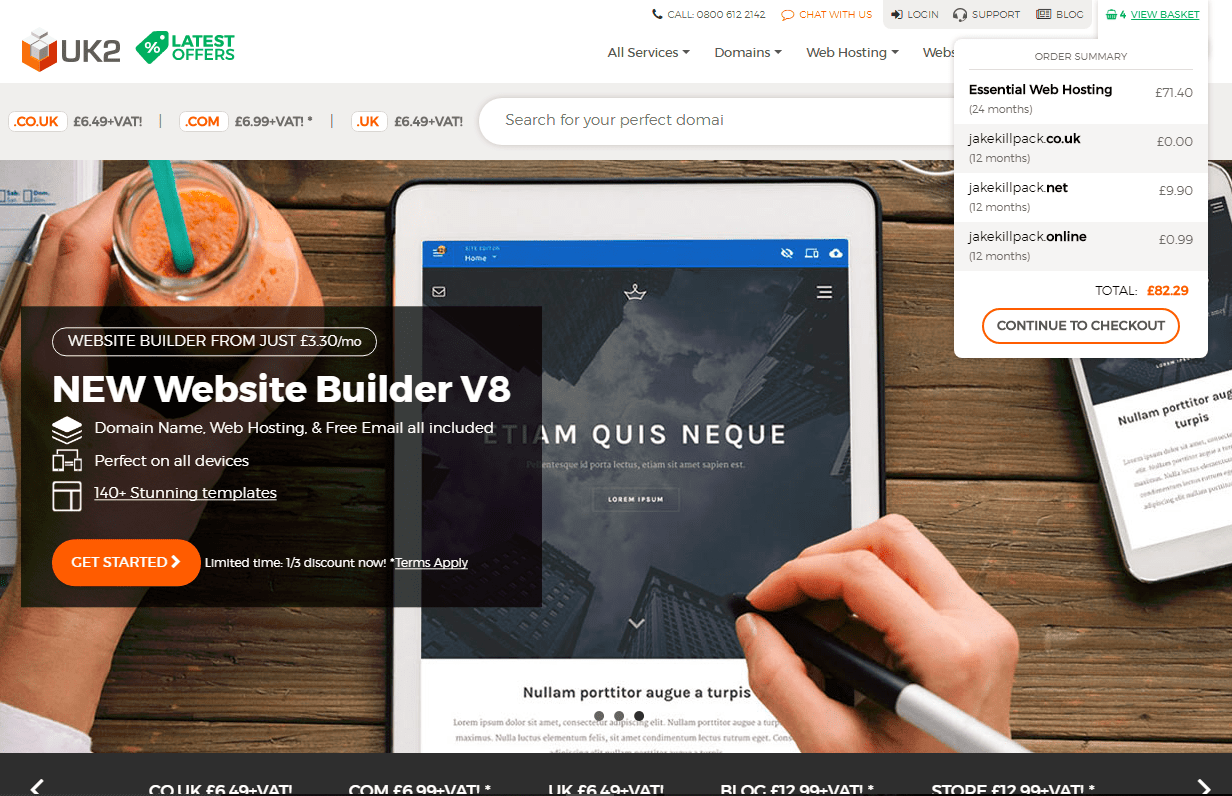 CALL: 0800 612 2142
CHAT WITH US
LOGIN
SUPPORT
BLOG
4 VIEW BASKET
UK2
%
LATEST
OFFERS
All Services
Domains
Web Hosting
Webs
ORDER SUMMARY
Essential Web Hosting £71.40
(24 months)
jakekillpack.co.uk £0.00
(12 months)
jakekillpack.net £9.90
(12 months)
jakekillpack.online £0.99
(12 months)
TOTAL: £82.29
CONTINUE TO CHECKOUT
.CO.UK £6.49+VAT! | .COM £6.99+VAT! * | .UK £6.49+VAT!
Search for your perfect domai
SITE EDITOR
Home
WEBSITE BUILDER FROM JUST £3.30/mo
NEW Website Builder V8
Domain Name, Web Hosting, & Free Email all included
Perfect on all devices
140+ Stunning templates
GET STARTED
Limited time: 1/3 discount now! *Terms Apply
ETIAM QUIS NEQUE
Pellentesque id porta lectus, etiam sit amet sapien est.
LOREM IPSUM
Nullam porttitor augue a turpis
Lorem ipsum dolor sit amet, consectetur adipiscing elit. Nullam porttitor augue a turp
maximus. Nulla luctus elementum felis, sit amet condimentum lectus rutrum eget.
Nullam porttitor aug
turpis
CO.UK £6.49+VAT!
COM £6.99+VAT! *
UK £6.49+VAT!
BLOG £12.99+VAT! *
STORE £12.99+VAT! *